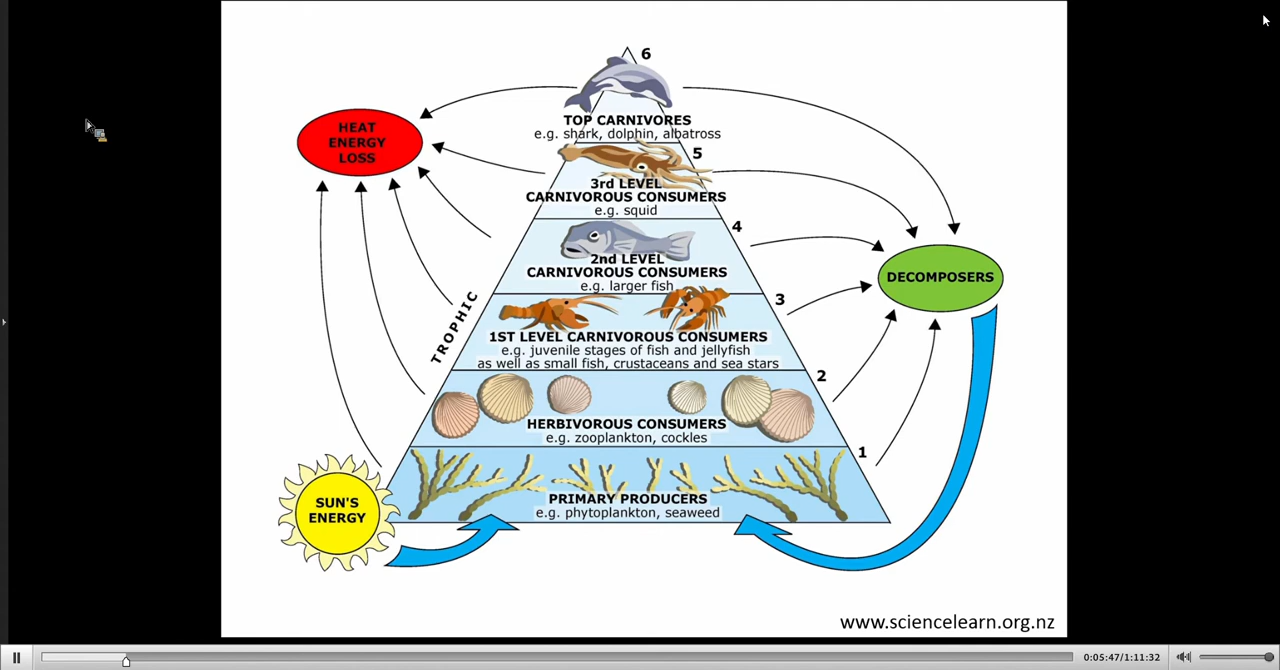 6
TOP CARNIVORES
e.g. shark, dolphin, albatross
HEAT
ENERGY
LOSS
5
3rd LEVEL
CARNIVOROUS CONSUMERS
e.g. squid
4
2nd LEVEL
CARNIVOROUS CONSUMERS
e.g. larger fish
DECOMPOSERS
3
TROPHIC
1ST LEVEL CARNIVOROUS CONSUMERS
e.g. juvenile stages of fish and jellyfish
as well as small fish, crustaceans and sea stars
2
HERBIVOROUS CONSUMERS
e.g. zooplankton, cockles
1
SUN'S
ENERGY
PRIMARY PRODUCERS
e.g. phytoplankton, seaweed
www.sciencelearn.org.nz
0:05:47/1:11:32